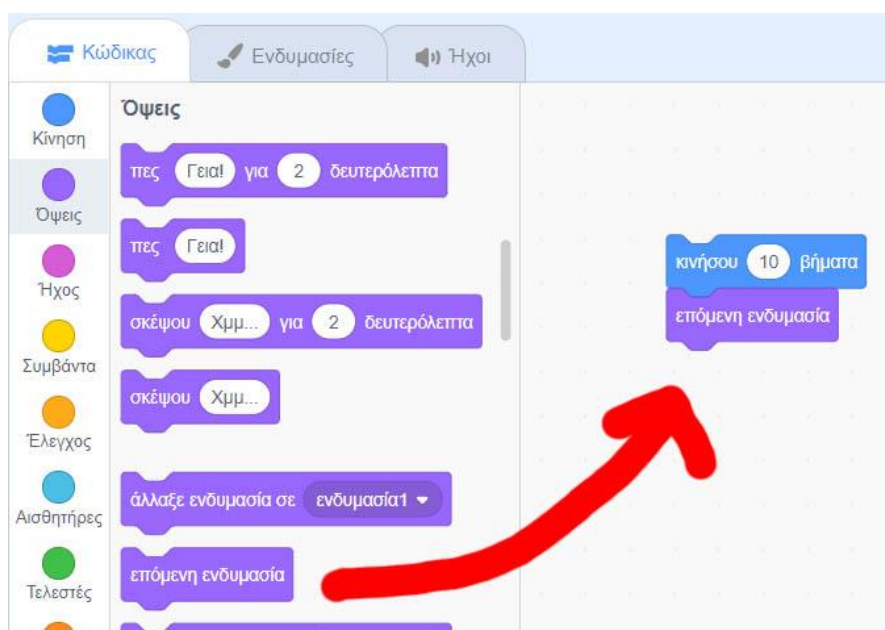 Κώδικας
Ενδυμασίες
Ήχοι
Κίνηση
Όψεις
Ήχος
Συμβάντα
Έλεγχος
Αισθητήρες
Τελεστές
Όψεις
πες Γεια! για 2 δευτερόλεπτα
πες Γεια!
σκέψου Χμμ... για 2 δευτερόλεπτα
σκέψου Χμμ...
άλλαξε ενδυμασία σε ενδυμασία1
επόμενη ενδυμασία
κινήσου 10 βήματα
επόμενη ενδυμασία